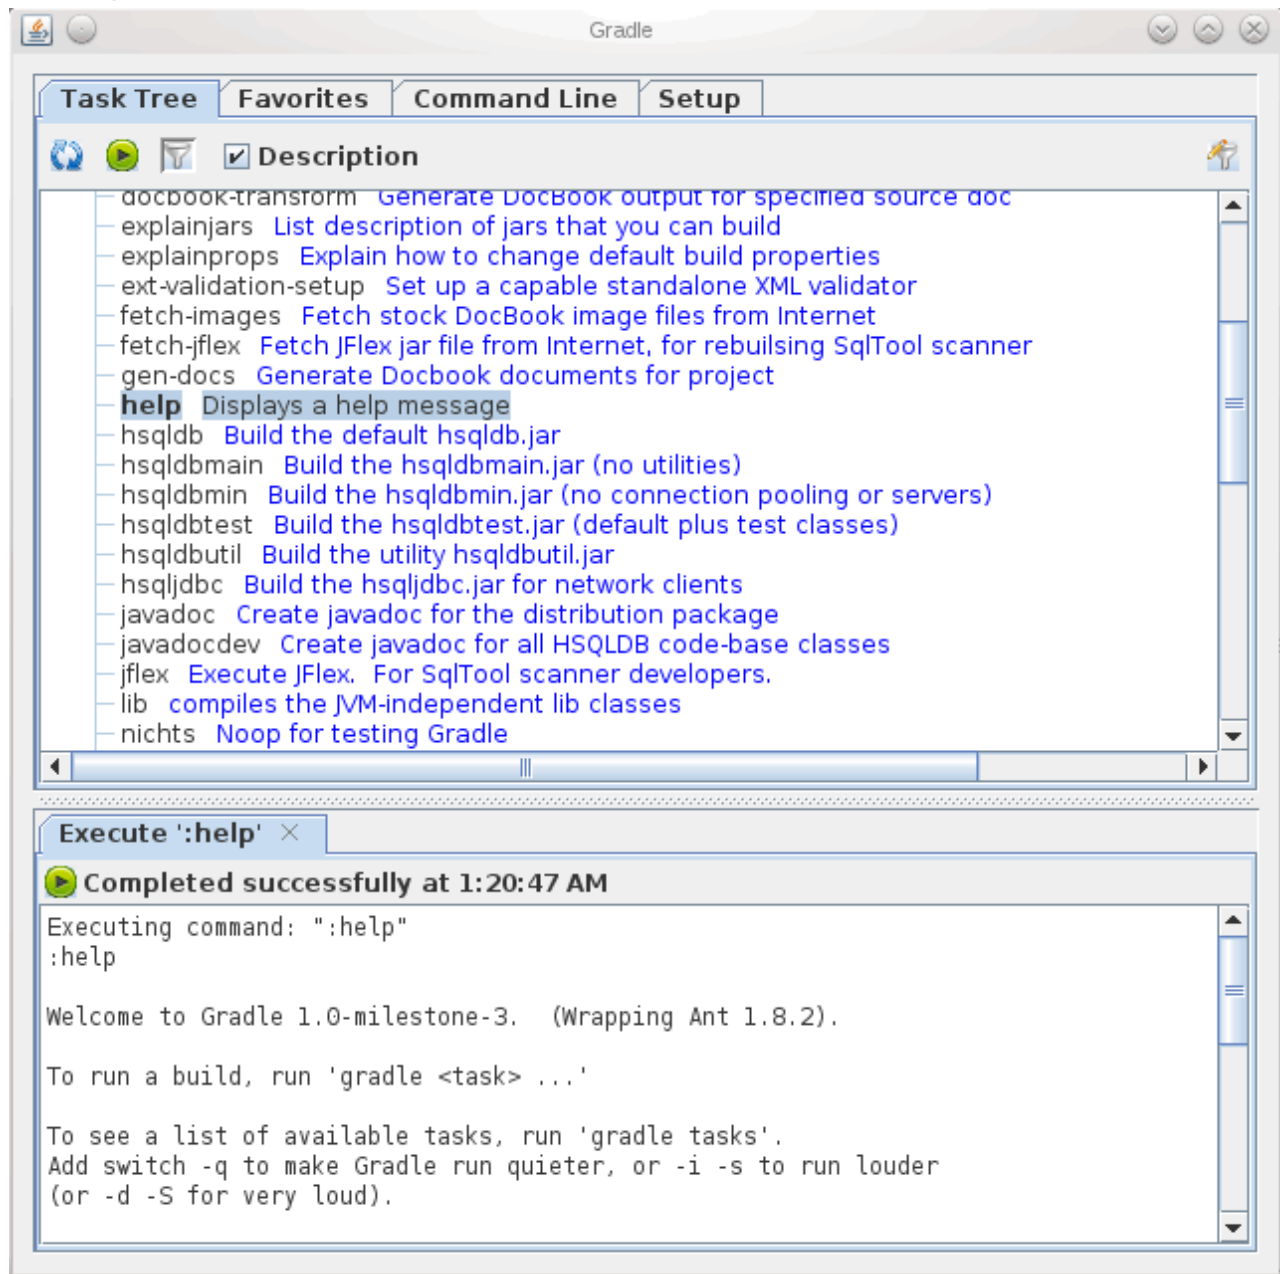 Gradle
Task Tree Favorites Command Line Setup
Description
docbook-transform Generate DocBook output for specified source doc
explainjars List description of jars that you can build
explainprops Explain how to change default build properties
ext-validation-setup Set up a capable standalone XML validator
fetch-images Fetch stock DocBook image files from Internet
fetch-jflex Fetch JFlex jar file from Internet, for rebuilsing SqlTool scanner
gen-docs Generate Docbook documents for project
help Displays a help message
hsqldb Build the default hsqldb.jar
hsqldbmain Build the hsqldbmain.jar (no utilities)
hsqldbmin Build the hsqldbmin.jar (no connection pooling or servers)
hsqldbtest Build the hsqldbtest.jar (default plus test classes)
hsqldbutil Build the utility hsqldbutil.jar
hsqljdbc Build the hsqljdbc.jar for network clients
javadoc Create javadoc for the distribution package
javadocdev Create javadoc for all HSQLDB code-base classes
jflex Execute JFlex. For SqlTool scanner developers.
lib compiles the JVM-independent lib classes
nichts Noop for testing Gradle
Execute ':help'
Completed successfully at 1:20:47 AM
Executing command: ":help"
:help
Welcome to Gradle 1.0-milestone-3. (Wrapping Ant 1.8.2).
To run a build, run 'gradle <task> ...'
To see a list of available tasks, run 'gradle tasks'.
Add switch -q to make Gradle run quieter, or -i -s to run louder
(or -d -S for very loud).